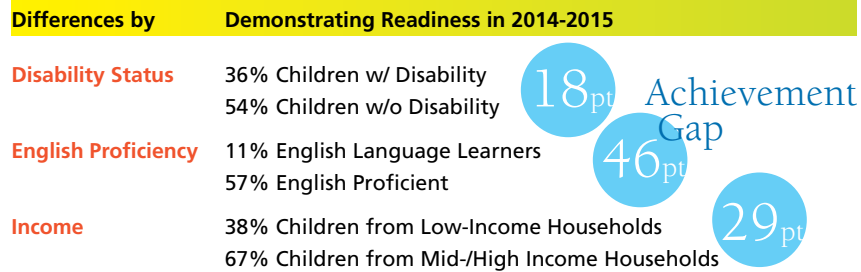 Differences by Demonstrating Readiness in 2014-2015
Disability Status 36% Children w/ Disability
54% Children w/o Disability
18pt
Achievement
Gap
English Proficiency 11% English Language Learners
57% English Proficient
46pt
Income 38% Children from Low-Income Households
67% Children from Mid-/High Income Households
29pt